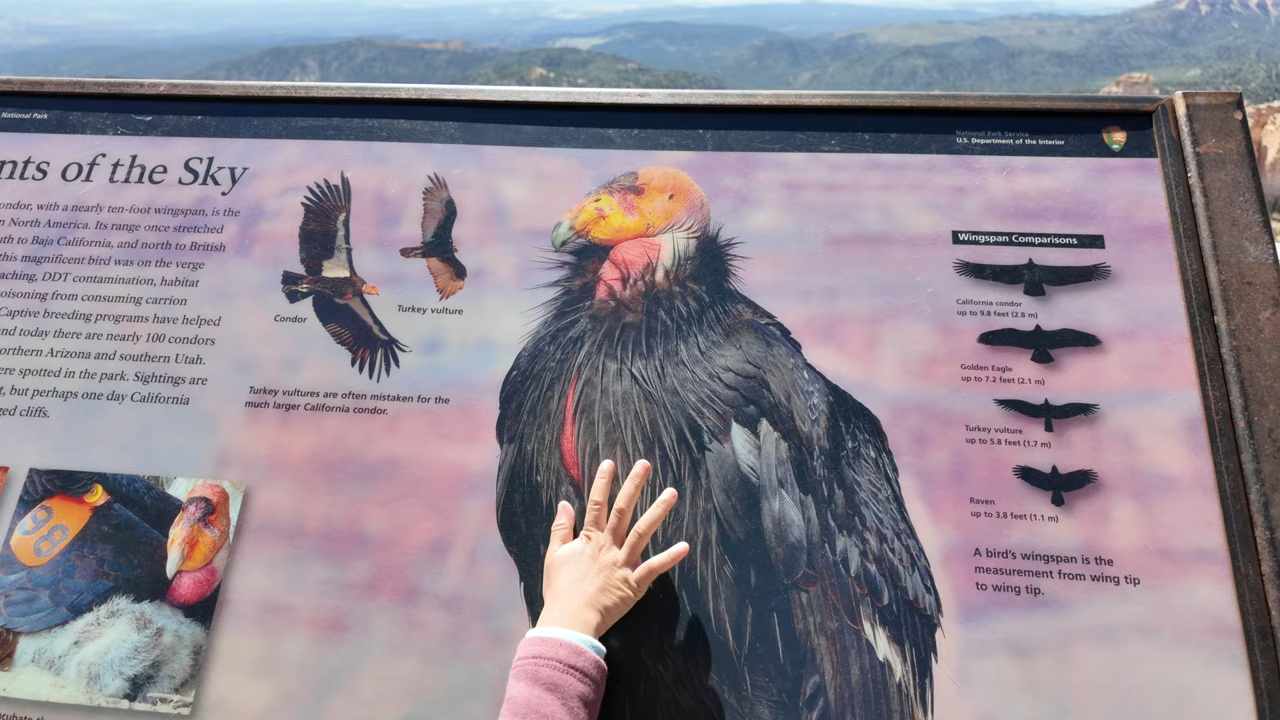 National Park
National Park Service
U.S. Department of the Interior
nts of the Sky
ondor, with a nearly ten-foot wingspan, is the
n North America. Its range once stretched
uth to Baja California, and north to British
this magnificent bird was on the verge
aching, DDT contamination, habitat
oisoning from consuming carrion
Captive breeding programs have helped
nd today there are nearly 100 condors
orthern Arizona and southern Utah.
ere spotted in the park. Sightings are
t, but perhaps one day California
ged cliffs.
Condor
Turkey vulture
Turkey vultures are often mistaken for the
much larger California condor.
98
cubate th
Wingspan Comparisons
California condor
up to 9.8 feet (2.8 m)
Golden Eagle
up to 7.2 feet (2.1 m)
Turkey vulture
up to 5.8 feet (1.7 m)
Raven
up to 3.8 feet (1.1 m)
A bird's wingspan is the
measurement from wing tip
to wing tip.